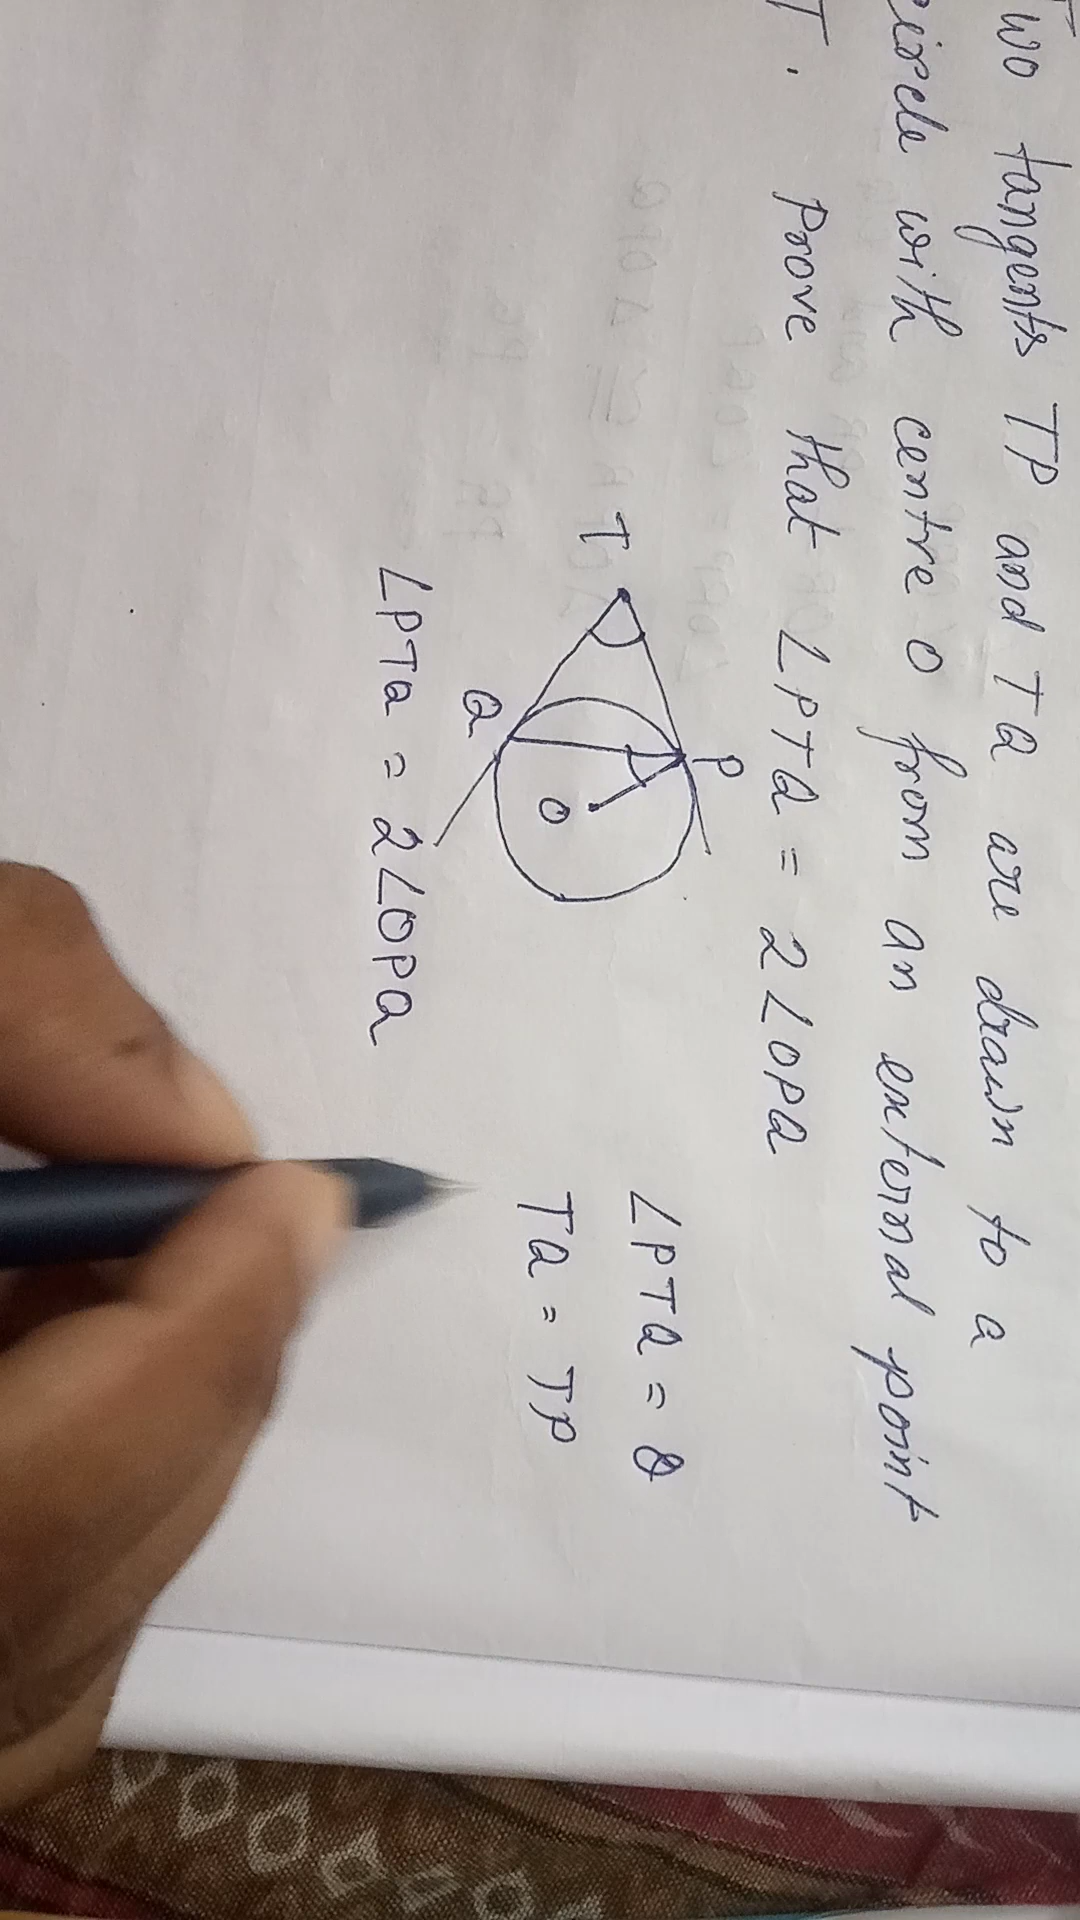 Two tangents TP and TQ are drawn to a
circle with centre O from an external point
T. Prove that ∠PTQ = 2∠OPQ
T
P
Q
O
∠PTQ = θ
TQ = TP
∠PTQ = 2∠OPQ